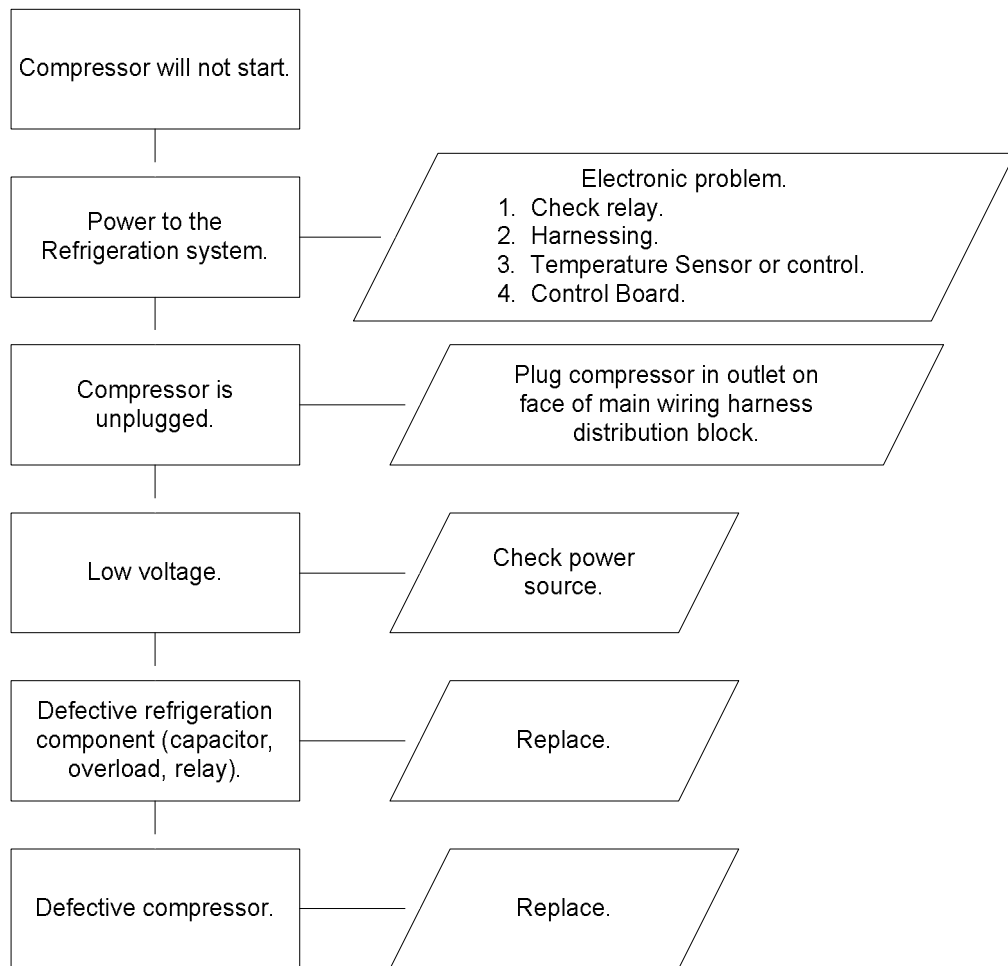 Compressor will not start.
Power to the
Refrigeration system.
Electronic problem.
1. Check relay.
2. Harnessing.
3. Temperature Sensor or control.
4. Control Board.
Compressor is
unplugged.
Plug compressor in outlet on
face of main wiring harness
distribution block.
Low voltage.
Check power
source.
Defective refrigeration
component (capacitor,
overload, relay).
Replace.
Defective compressor.
Replace.